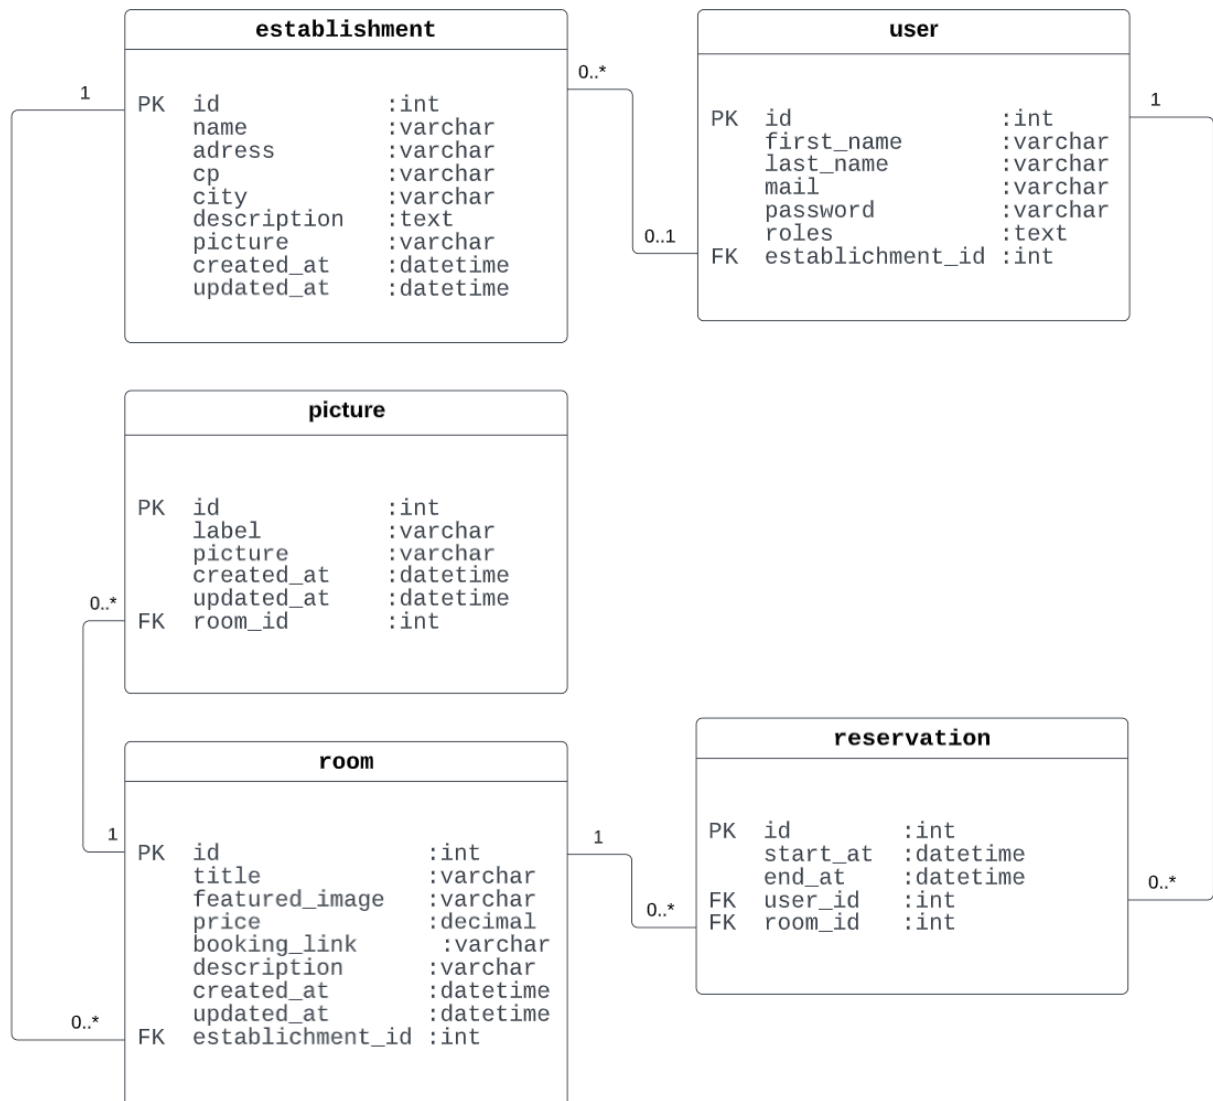 establishment
1
0..*
PK id :int
name :varchar
adress :varchar
cp :varchar
city :varchar
description :text
picture :varchar
created_at :datetime
updated_at :datetime
user
1
0..1
PK id :int
first_name :varchar
last_name :varchar
mail :varchar
password :varchar
roles :text
FK establichment_id :int
picture
PK id :int
label :varchar
picture :varchar
created_at :datetime
updated_at :datetime
0..*
FK room_id :int
room
1
1
PK id :int
title :varchar
featured_image :varchar
price :decimal
booking_link :varchar
description :varchar
created_at :datetime
updated_at :datetime
0..*
FK establichment_id :int
reservation
PK id :int
start_at :datetime
end_at :datetime
FK user_id :int
FK room_id :int
0..*
0..*